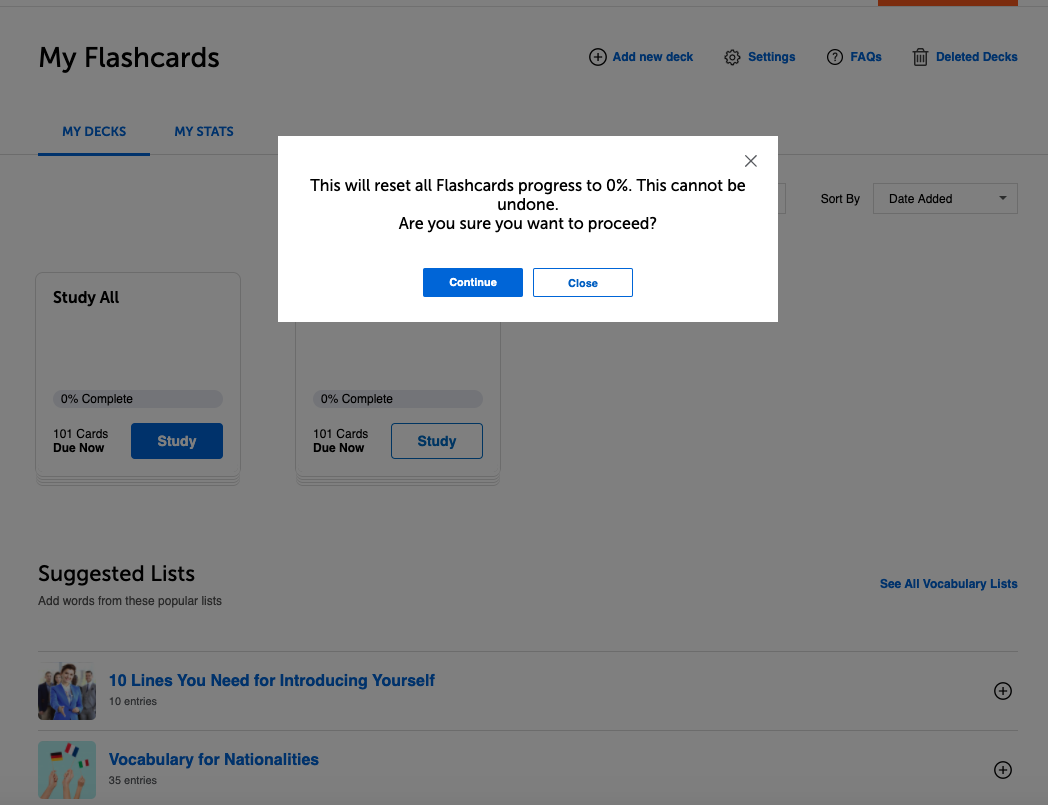 My Flashcards
Add new deck
Settings
FAQs
Deleted Decks
MY DECKS
MY STATS
This will reset all Flashcards progress to 0%. This cannot be
undone.
Are you sure you want to proceed?
Continue
Close
Sort By
Date Added
Study All
0% Complete
101 Cards
Due Now
Study
0% Complete
101 Cards
Due Now
Study
Suggested Lists
See All Vocabulary Lists
Add words from these popular lists
10 Lines You Need for Introducing Yourself
10 entries
Vocabulary for Nationalities
35 entries